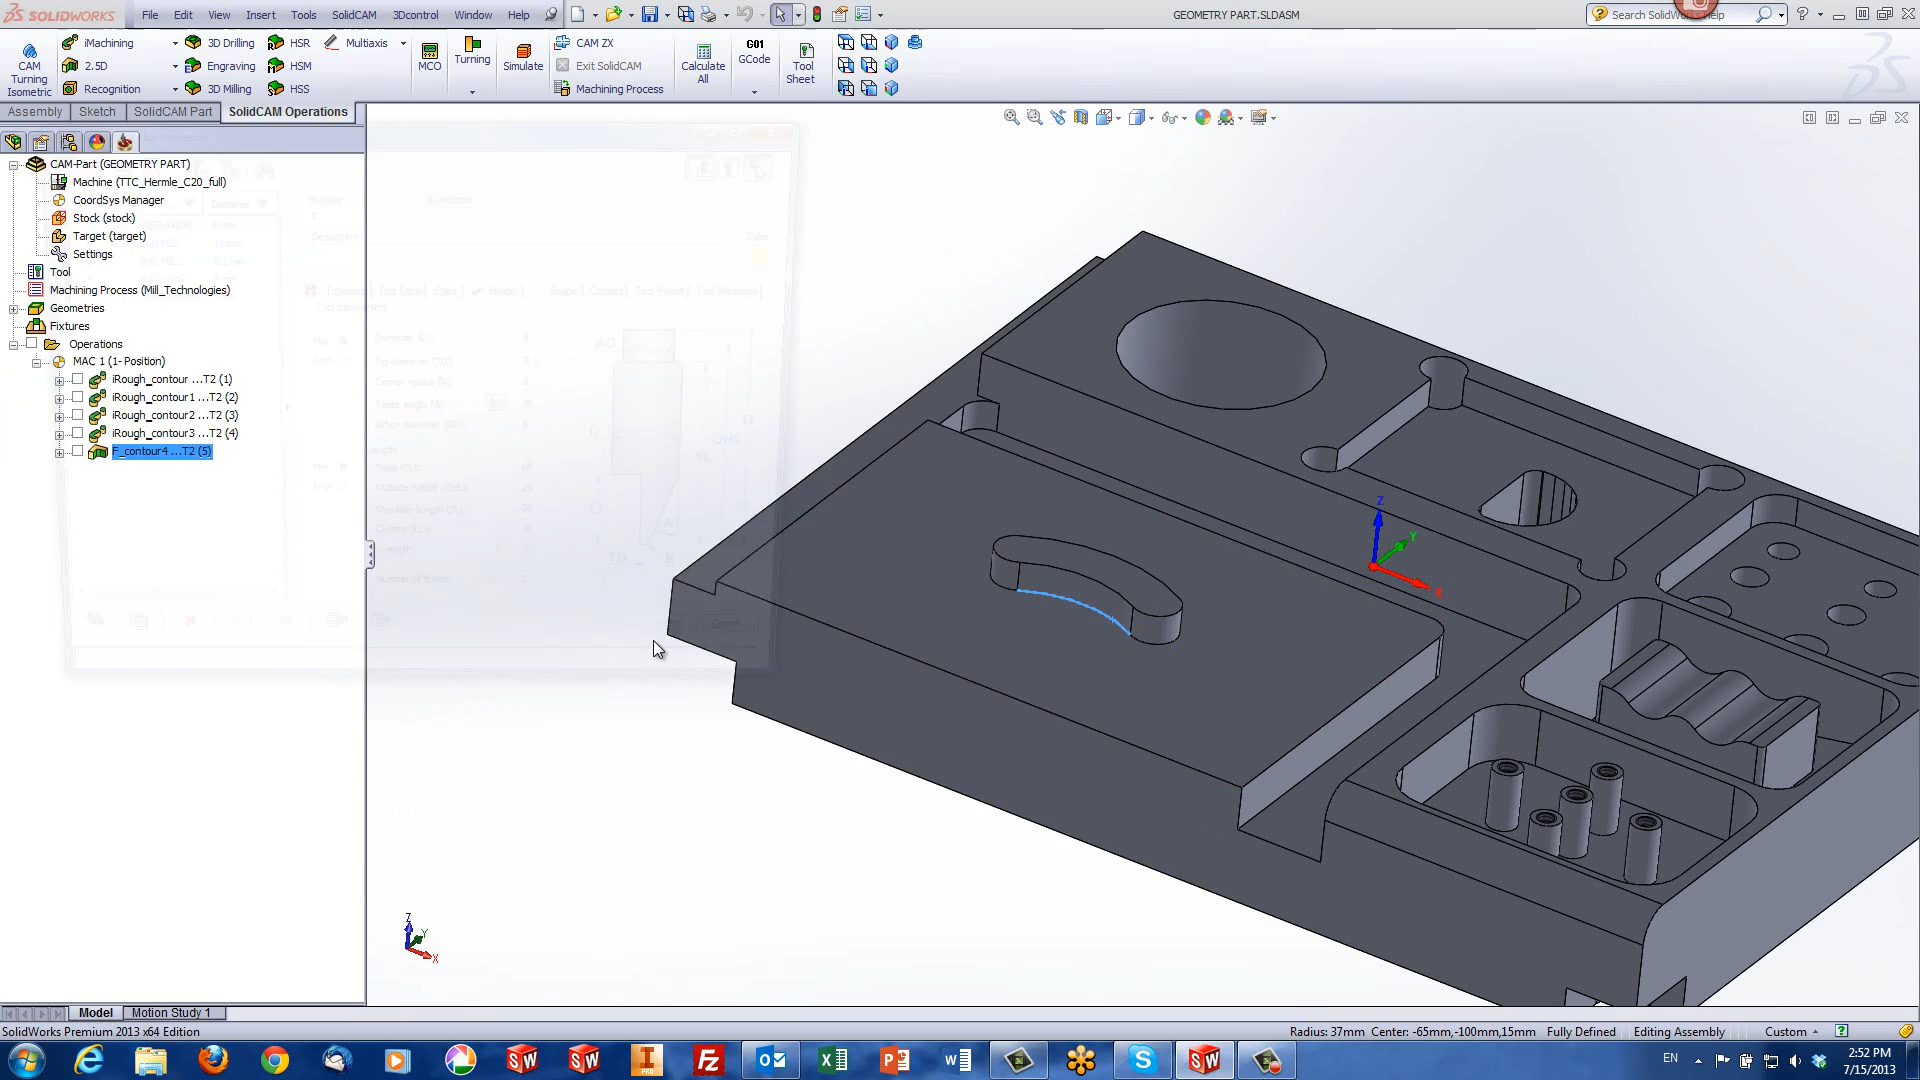 SOLIDWORKS File Edit View Insert Tools SolidCAM 3Dcontrol Window Help GEOMETRY PART.SLDASM Search SolidWorks Help
iMachining 3D Drilling HSR Multiaxis CAM ZX G01
CAM Turning Isometric 2.5D Engraving HSM MCO Turning Simulate Exit SolidCAM Calculate All GCode Tool Sheet
Recognition 3D Milling HSS Machining Process
Assembly Sketch SolidCAM Part SolidCAM Operations
CAM-Part (GEOMETRY PART)
Machine (TTC_Hermle_C20_full)
CoordSys Manager
Stock (stock)
Target (target)
Settings
Tool
Machining Process (Mill_Technologies)
Geometries
Fixtures
Operations
MAC 1 (1- Position)
iRough_contour ...T2 (1)
iRough_contour1 ...T2 (2)
iRough_contour2 ...T2 (3)
iRough_contour3 ...T2 (4)
F_contour4 ...T2 (5)
Z
Y
X
Z
Y
X
Model Motion Study 1
SolidWorks Premium 2013 x64 Edition Radius: 37mm Center: -65mm,-100mm,15mm Fully Defined Editing Assembly Custom
EN 2:52 PM
7/15/2013